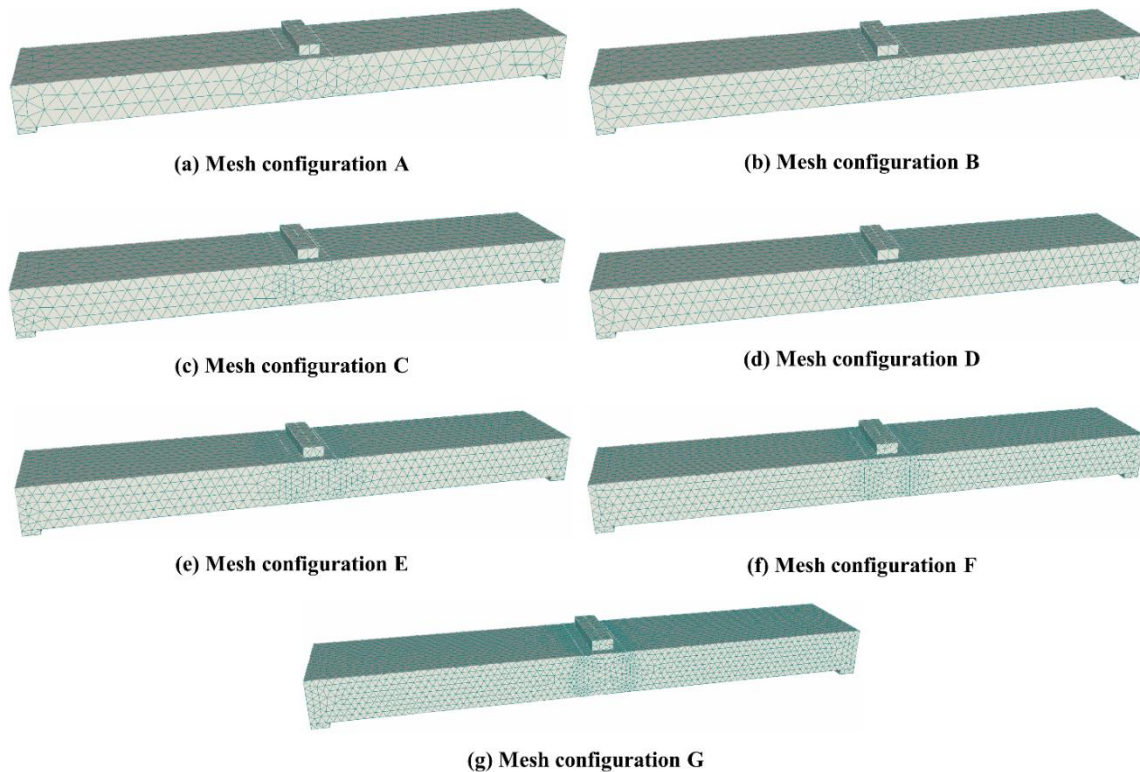 (a) Mesh configuration A
(b) Mesh configuration B
(c) Mesh configuration C
(d) Mesh configuration D
(e) Mesh configuration E
(f) Mesh configuration F
(g) Mesh configuration G